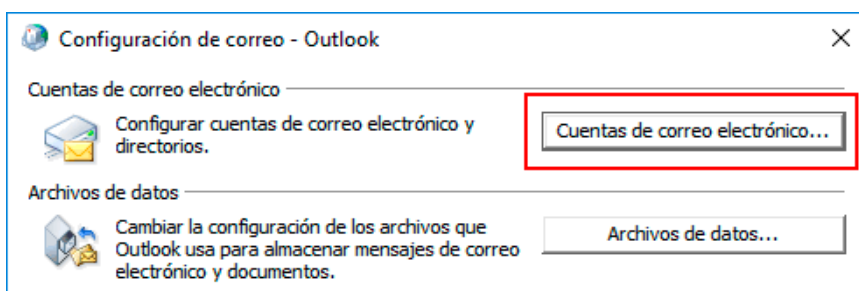 Configuración de correo - Outlook
Cuentas de correo electrónico
Configurar cuentas de correo electrónico y
directorios.
Cuentas de correo electrónico...
Archivos de datos
Cambiar la configuración de los archivos que
Outlook usa para almacenar mensajes de correo
electrónico y documentos.
Archivos de datos...